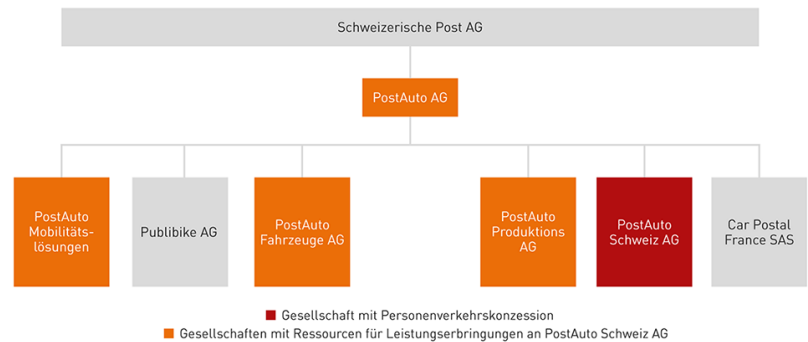 Schweizerische Post AG
PostAuto AG
PostAuto
Mobilitäts-
lösungen
Publibike AG
PostAuto
Fahrzeuge AG
PostAuto
Produktions
AG
PostAuto
Schweiz AG
Car Postal
France SAS
Gesellschaft mit Personenverkehrskonzession
Gesellschaften mit Ressourcen für Leistungserbringungen an PostAuto Schweiz AG